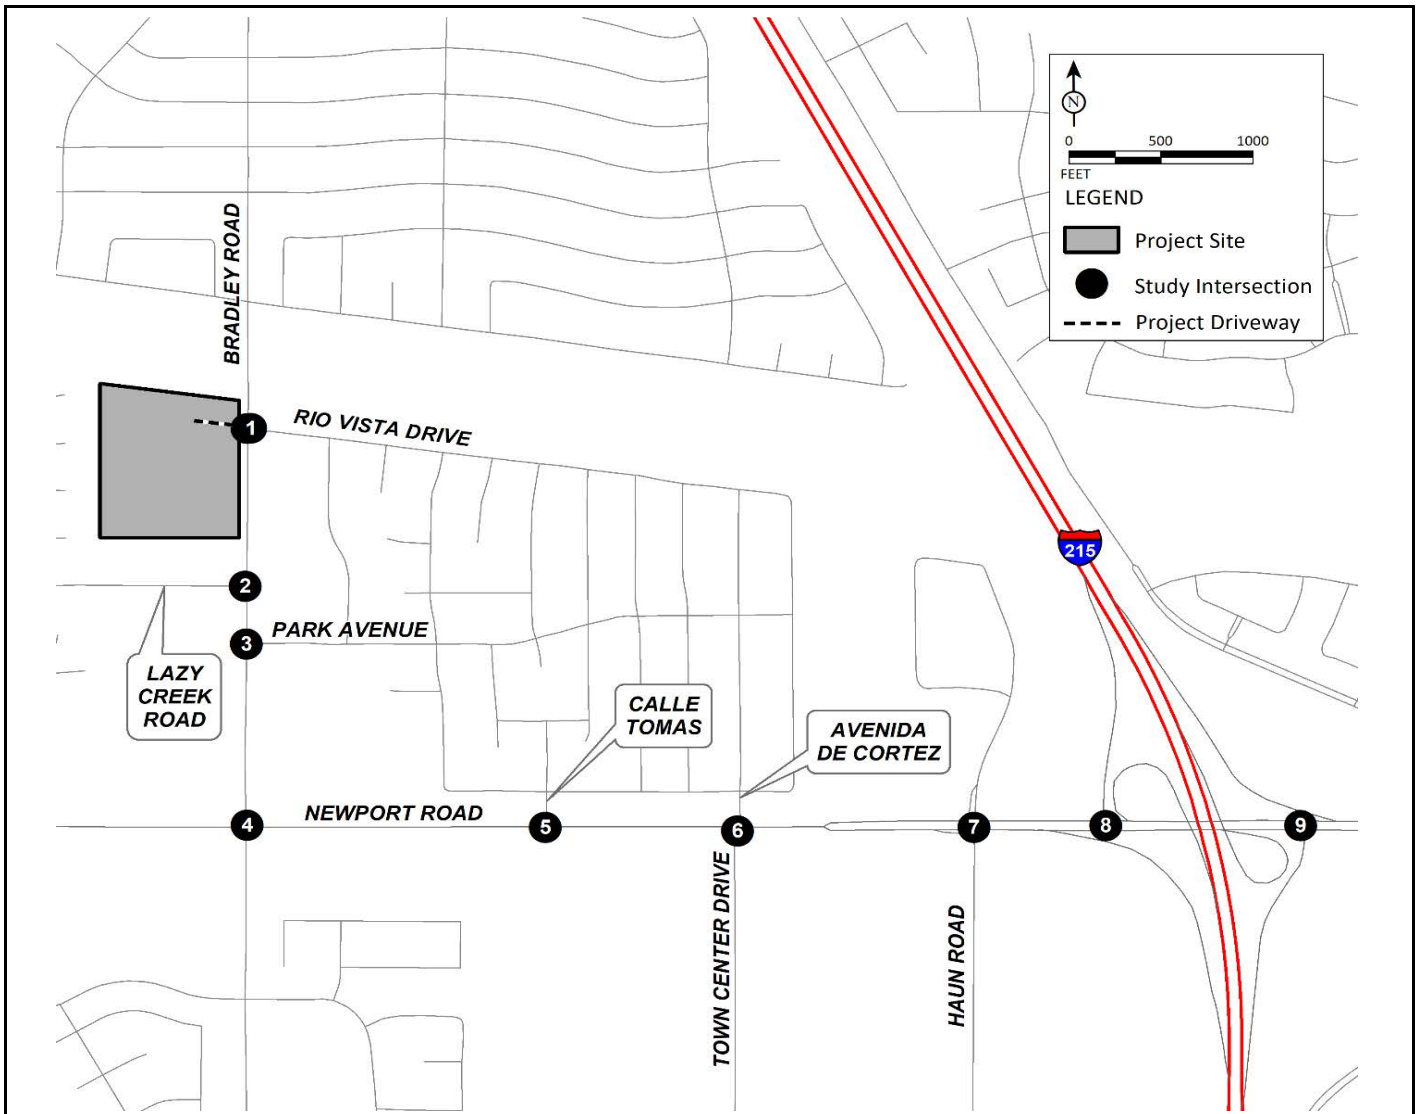 N
0 500 1000
FEET
LEGEND
Project Site
Study Intersection
Project Driveway
BRADLEY ROAD
1
RIO VISTA DRIVE
215
2
3
PARK AVENUE
LAZY
CREEK
ROAD
CALLE
TOMAS
AVENIDA
DE CORTEZ
4
NEWPORT ROAD
5
6
7
8
9
TOWN CENTER DRIVE
HAUN ROAD